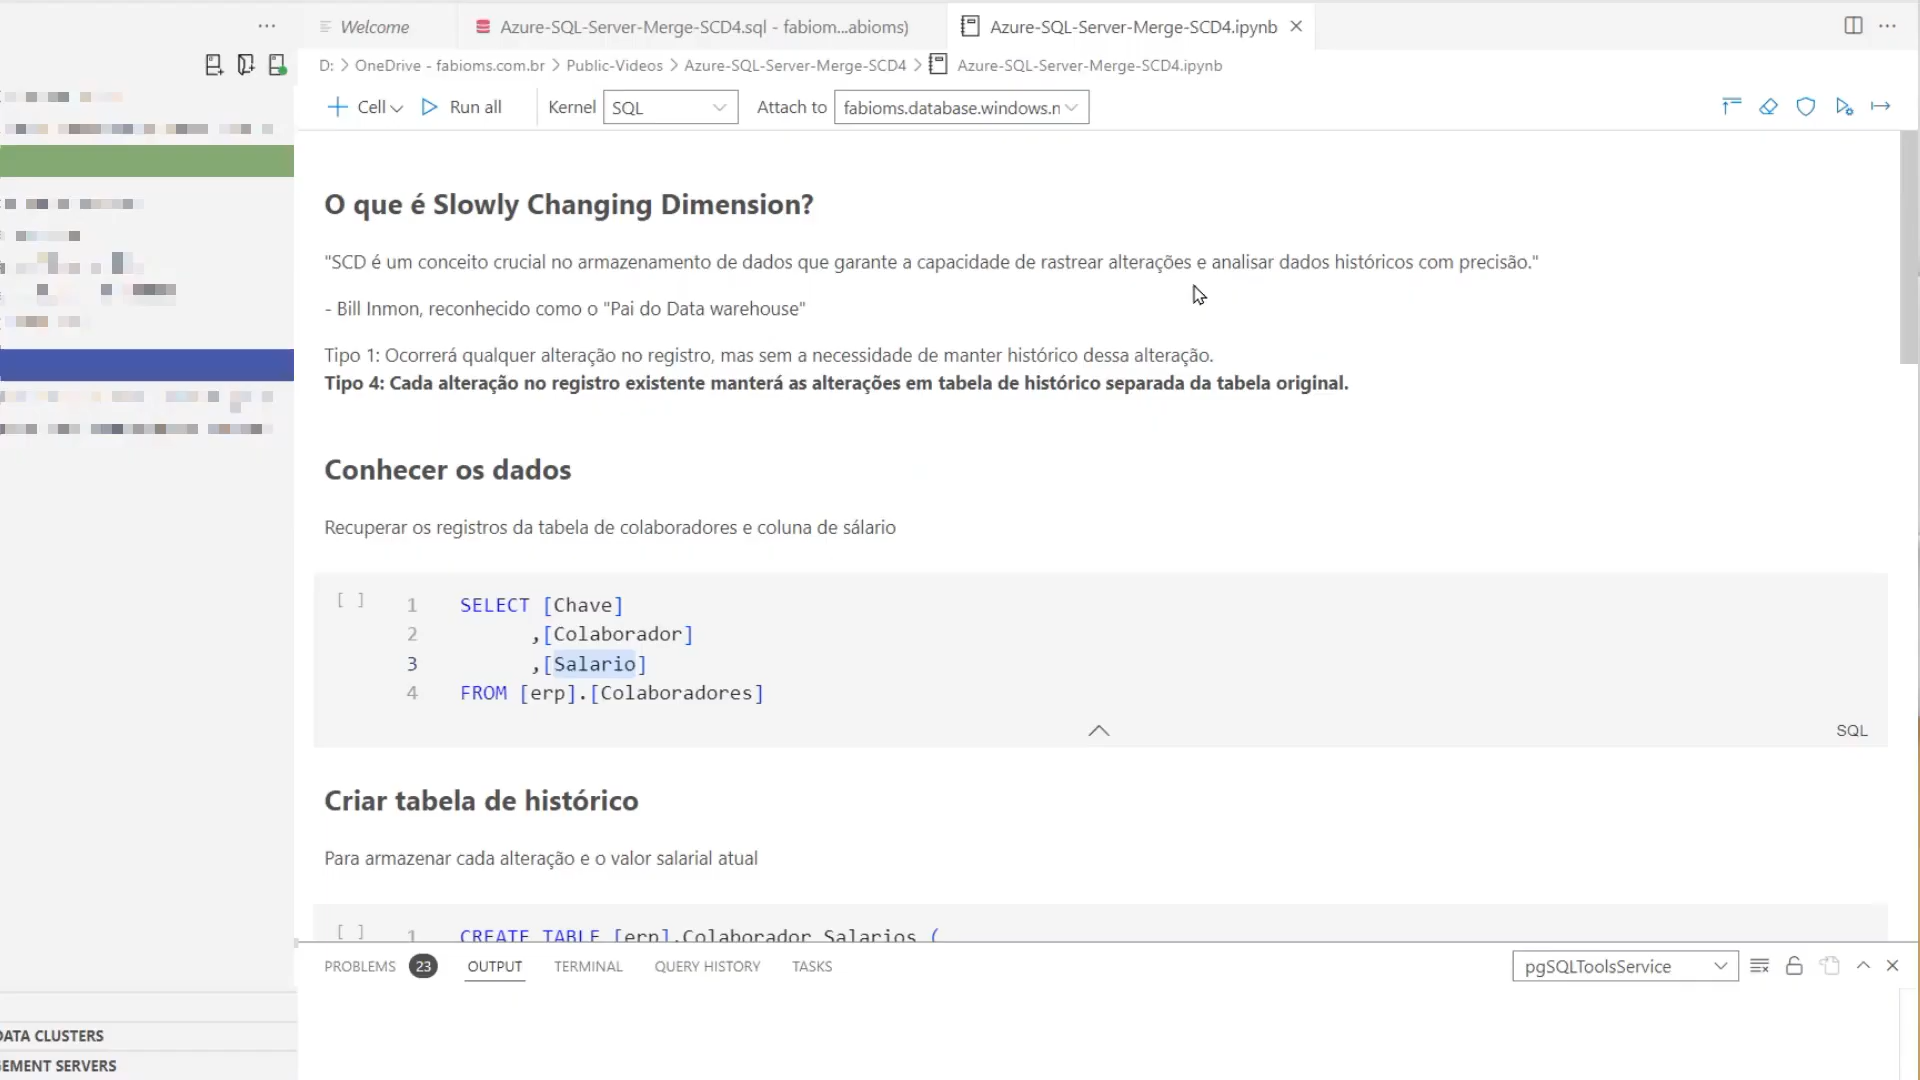 Welcome
Azure-SQL-Server-Merge-SCD4.sql - fabiom...abioms)
Azure-SQL-Server-Merge-SCD4.ipynb
D: > OneDrive - fabioms.com.br > Public-Videos > Azure-SQL-Server-Merge-SCD4 > Azure-SQL-Server-Merge-SCD4.ipynb
Cell
Run all
Kernel
SQL
Attach to
fabioms.database.windows.n
O que é Slowly Changing Dimension?
"SCD é um conceito crucial no armazenamento de dados que garante a capacidade de rastrear alterações e analisar dados históricos com precisão."
- Bill Inmon, reconhecido como o "Pai do Data warehouse"
Tipo 1: Ocorrerá qualquer alteração no registro, mas sem a necessidade de manter histórico dessa alteração.
Tipo 4: Cada alteração no registro existente manterá as alterações em tabela de histórico separada da tabela original.
Conhecer os dados
Recuperar os registros da tabela de colaboradores e coluna de sálario
[ ]
1 SELECT [Chave]
2 ,[Colaborador]
3 ,[Salario]
4 FROM [erp].[Colaboradores]
SQL
Criar tabela de histórico
Para armazenar cada alteração e o valor salarial atual
[ ]
1 CREATE TABLE [erp].Colaborador_Salarios (
PROBLEMS 23 OUTPUT TERMINAL QUERY HISTORY TASKS
pgSQLToolsService
DATA CLUSTERS
EMENT SERVERS